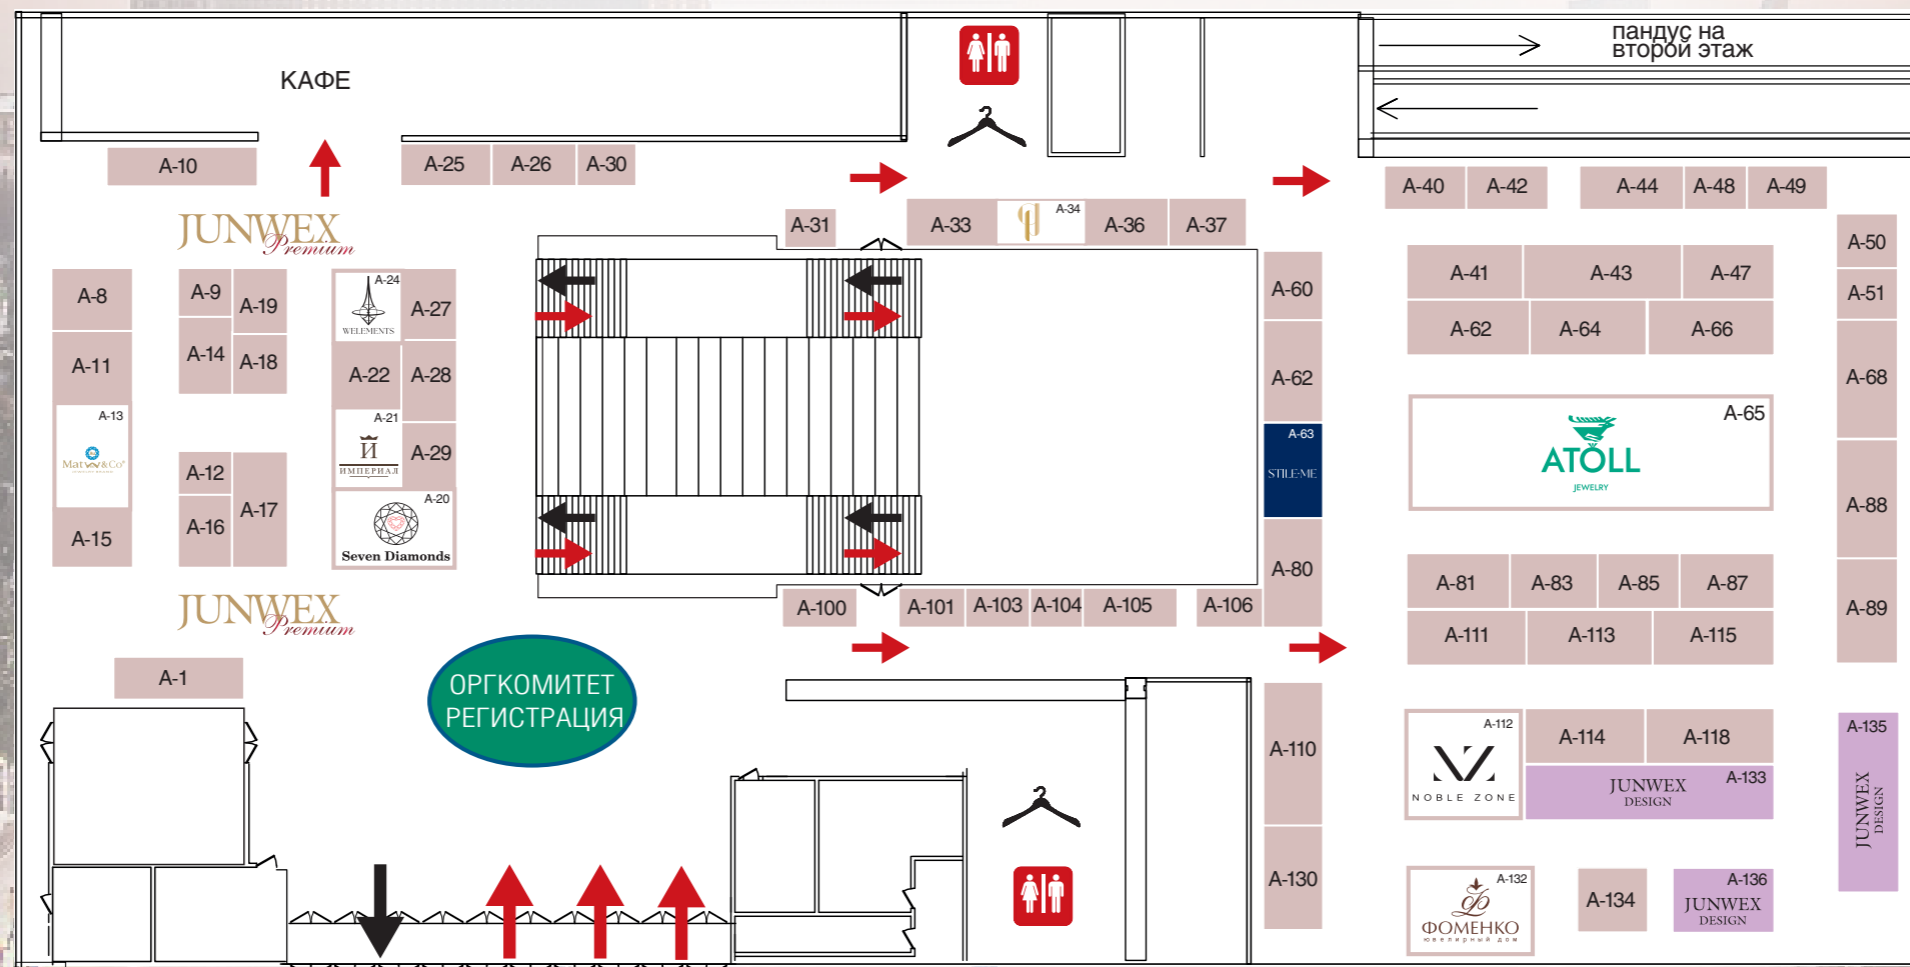 пандус на
второй этаж
КАФЕ
A-10
A-25
A-26
A-30
A-40
A-42
A-44
A-48
A-49
JUNWEX
Premium
A-31
A-33
A-34
A-36
A-37
A-50
A-8
A-9
A-19
A-24
WELEMENTS
A-27
A-60
A-41
A-43
A-47
A-51
A-11
A-14
A-18
A-22
A-28
A-62
A-62
A-64
A-66
A-68
A-13
Mat & Co
A-21
И
ИМПЕРИАЛ
A-29
A-63
STILE-ME
A-65
ATOLL
JEWELRY
A-12
A-16
A-17
A-20
Seven Diamonds
A-88
A-15
A-80
A-81
A-83
A-85
A-87
A-89
JUNWEX
Premium
A-100
A-101
A-103
A-104
A-105
A-106
A-111
A-113
A-115
A-1
ОРГКОМИТЕТ
РЕГИСТРАЦИЯ
A-110
A-112
NZ
NOBLE ZONE
A-114
A-118
A-135
JUNWEX
DESIGN
A-133
JUNWEX
DESIGN
A-130
A-132
ФОМЕНКО
ювелирный дом
A-134
A-136
JUNWEX
DESIGN